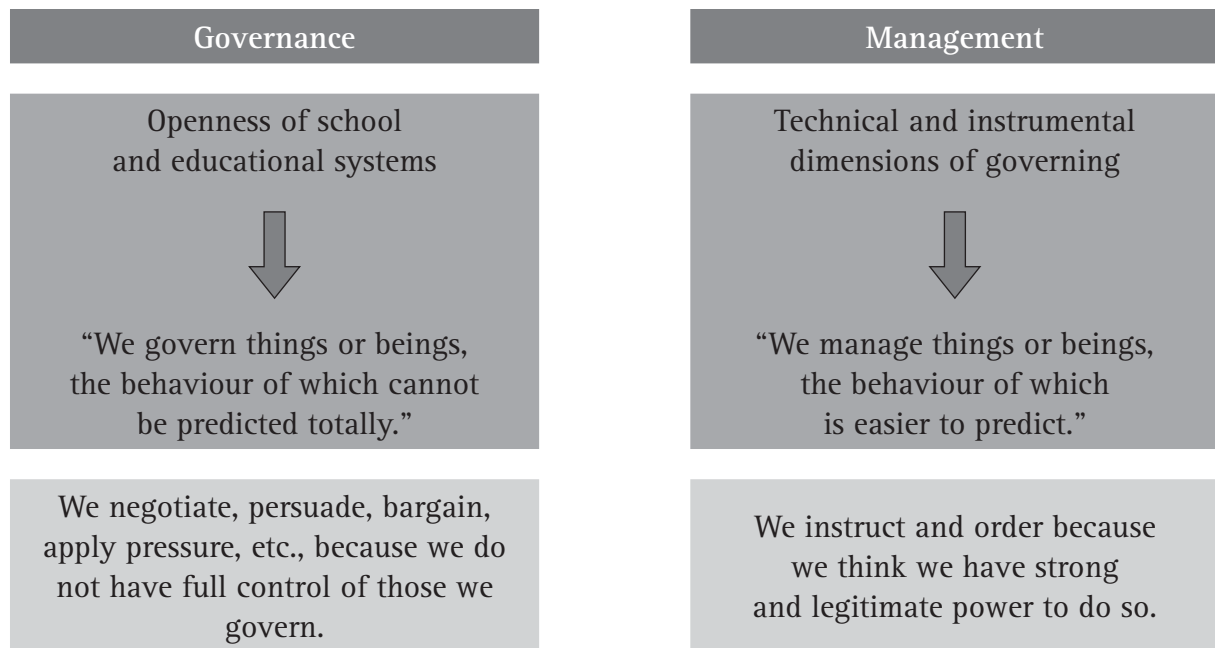 Governance
Openness of school
and educational systems
“We govern things or beings,
the behaviour of which cannot
be predicted totally.”
We negotiate, persuade, bargain,
apply pressure, etc., because we do
not have full control of those we
govern.
Management
Technical and instrumental
dimensions of governing
“We manage things or beings,
the behaviour of which
is easier to predict.”
We instruct and order because
we think we have strong
and legitimate power to do so.